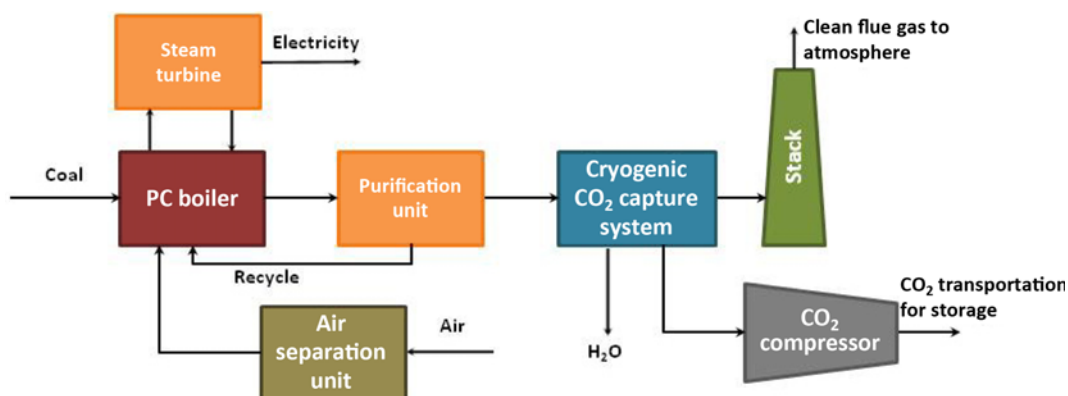 Steam
turbine
Electricity
Clean flue gas to
atmosphere
Coal
PC boiler
Purification
unit
Cryogenic
CO₂ capture
system
Stack
Recycle
Air
separation
unit
Air
H₂O
CO₂
compressor
CO₂ transportation
for storage